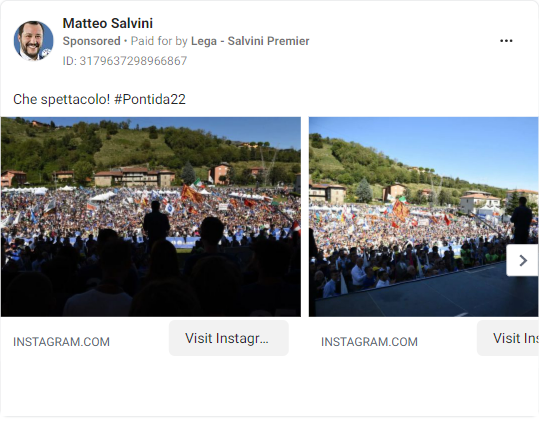 Matteo Salvini
Sponsored • Paid for by Lega - Salvini Premier
ID: 3179637298966867
Che spettacolo! #Pontida22
INSTAGRAM.COM
Visit Instagr...
INSTAGRAM.COM
Visit Ins